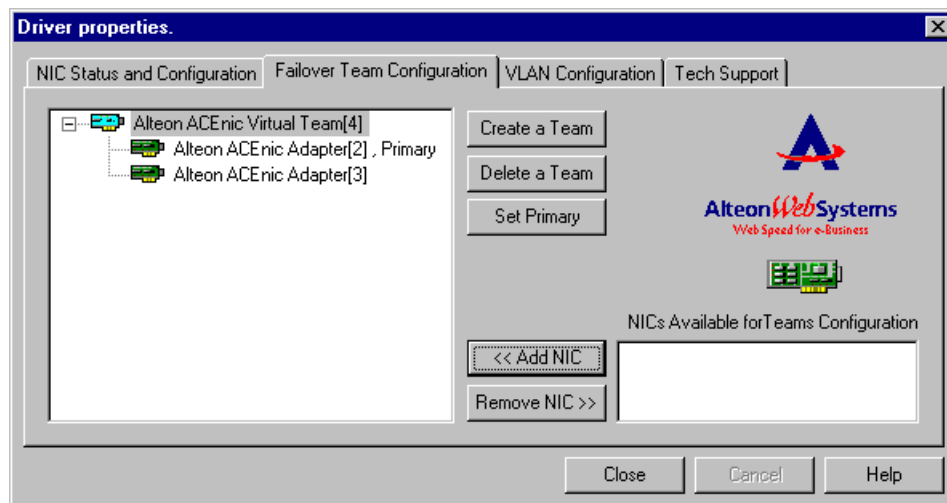 Driver properties.
NIC Status and Configuration
Failover Team Configuration
VLAN Configuration
Tech Support
Alteon ACEnic Virtual Team[4]
Alteon ACEnic Adapter[2] , Primary
Alteon ACEnic Adapter[3]
Create a Team
Delete a Team
Set Primary
Alteon WebSystems
Web Speed for e-Business
NICs Available forTeams Configuration
<< Add NIC
Remove NIC >>
Close
Cancel
Help